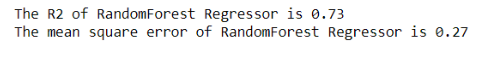 The R2 of RandomForest Regressor is 0.73
The mean square error of RandomForest Regressor is 0.27